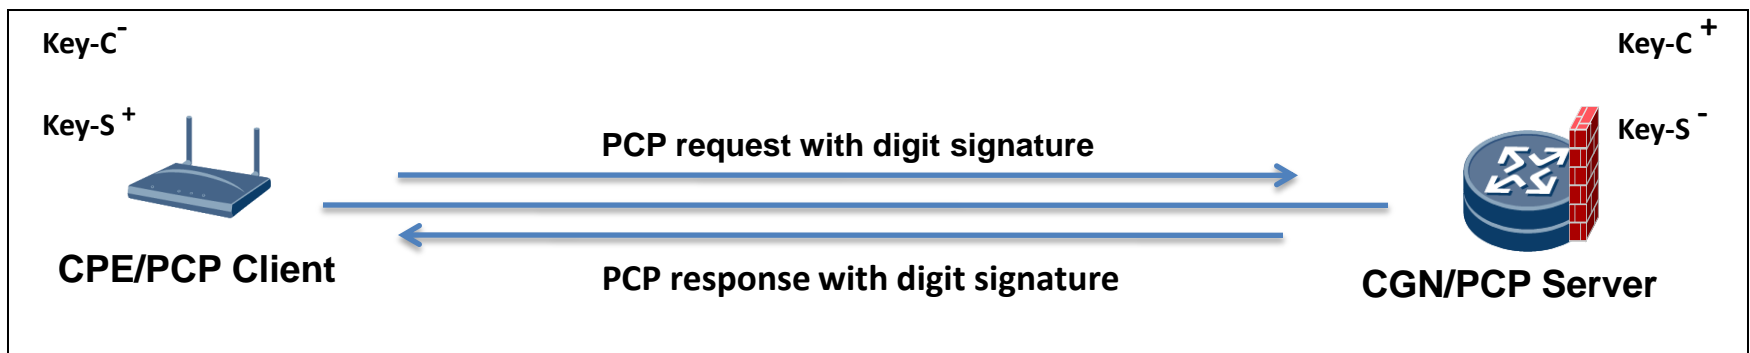 Key-C⁻
Key-C⁺
Key-S⁺
Key-S⁻
PCP request with digit signature
CPE/PCP Client
PCP response with digit signature
CGN/PCP Server